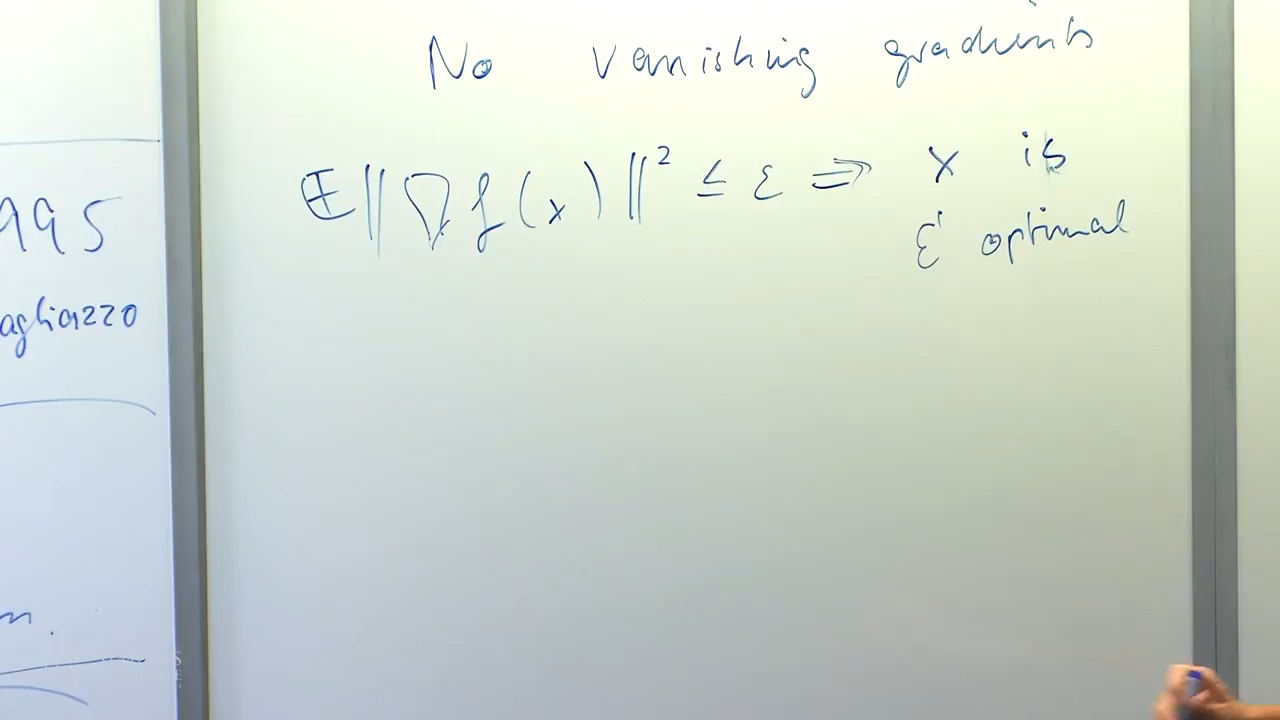 No vanishing gradients
𝔼‖∇f(x)‖² ≤ ε ⇒ x is
ε' optimal
995
agliazzo
m.